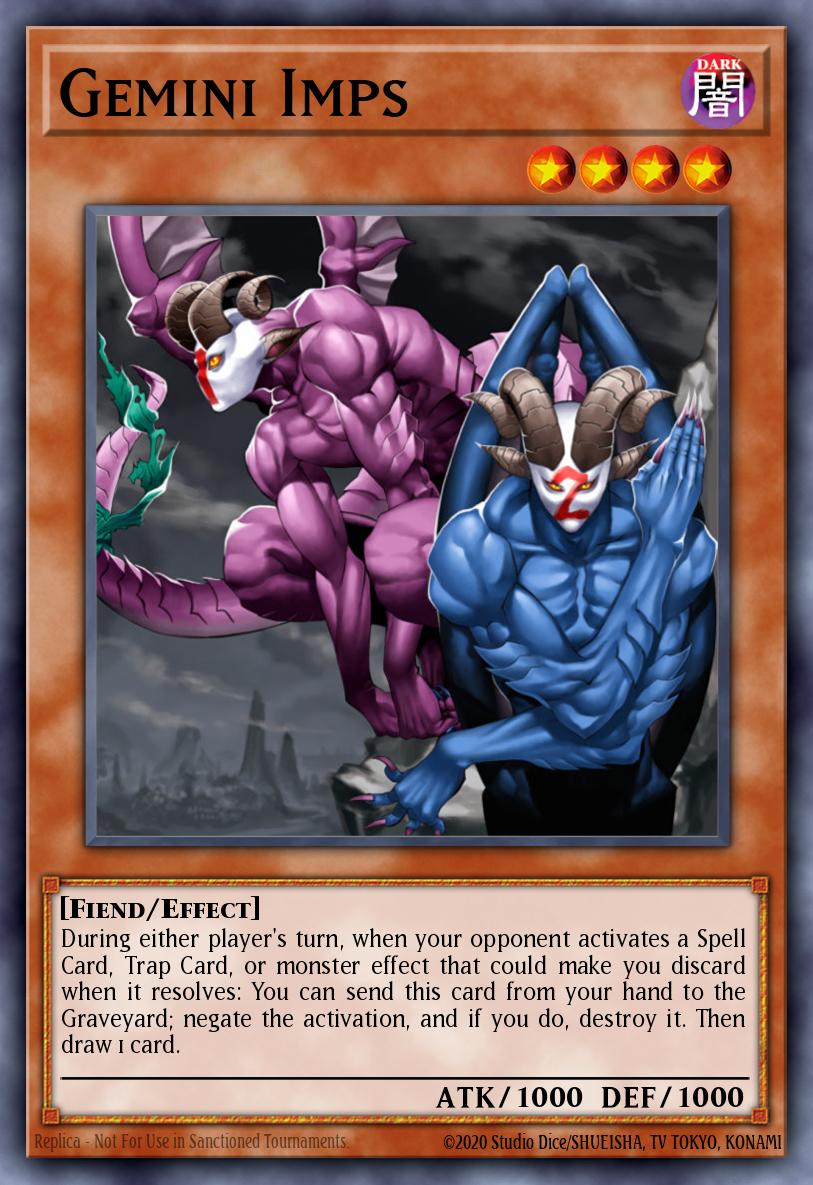 Gemini Imps
DARK
闇
1
2
[Fiend/Effect]
During either player's turn, when your opponent activates a Spell
Card, Trap Card, or monster effect that could make you discard
when it resolves: You can send this card from your hand to the
Graveyard; negate the activation, and if you do, destroy it. Then
draw 1 card.
ATK/1000 DEF/1000
Replica - Not For Use in Sanctioned Tournaments.
©2020 Studio Dice/SHUEISHA, TV TOKYO, KONAMI